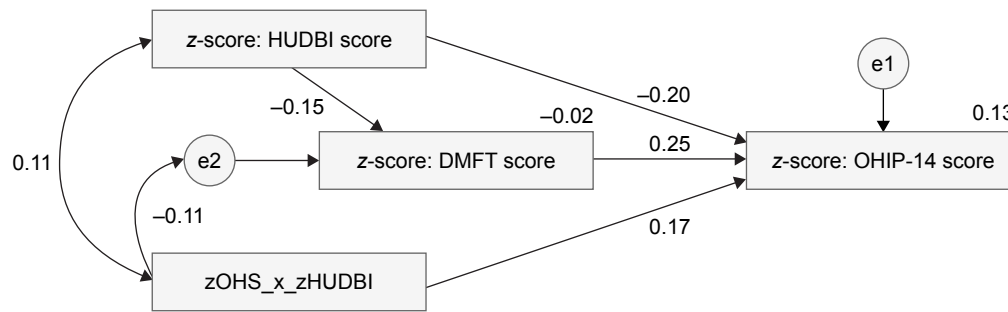 z-score: HUDBI score
e1
–0.15
–0.20
–0.02
0.13
0.11
e2
z-score: DMFT score
0.25
z-score: OHIP-14 score
–0.11
0.17
zOHS_x_zHUDBI